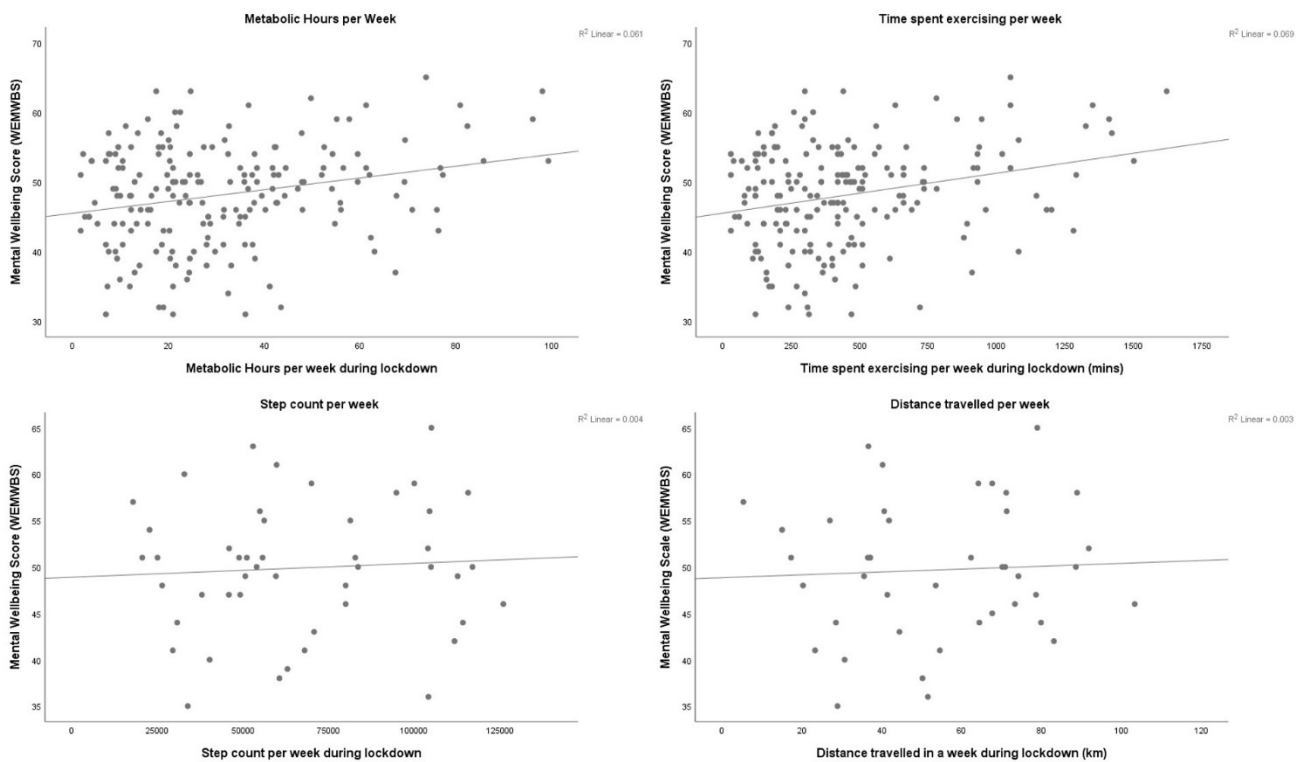 Metabolic Hours per Week
R² Linear = 0.061
Mental Wellbeing Score (WEMWBS)
70
60
50
40
30
0 20 40 60 80 100
Metabolic Hours per week during lockdown
Time spent exercising per week
R² Linear = 0.069
Mental Wellbeing Score (WEMWBS)
70
60
50
40
30
0 250 500 750 1000 1250 1500 1750
Time spent exercising per week during lockdown (mins)
Step count per week
R² Linear = 0.004
Mental Wellbeing Score (WEMWBS)
65
60
55
50
45
40
35
0 25000 50000 75000 100000 125000
Step count per week during lockdown
Distance travelled per week
R² Linear = 0.003
Mental Wellbeing Scale (WEMWBS)
65
60
55
50
45
40
35
0 20 40 60 80 100 120
Distance travelled in a week during lockdown (km)